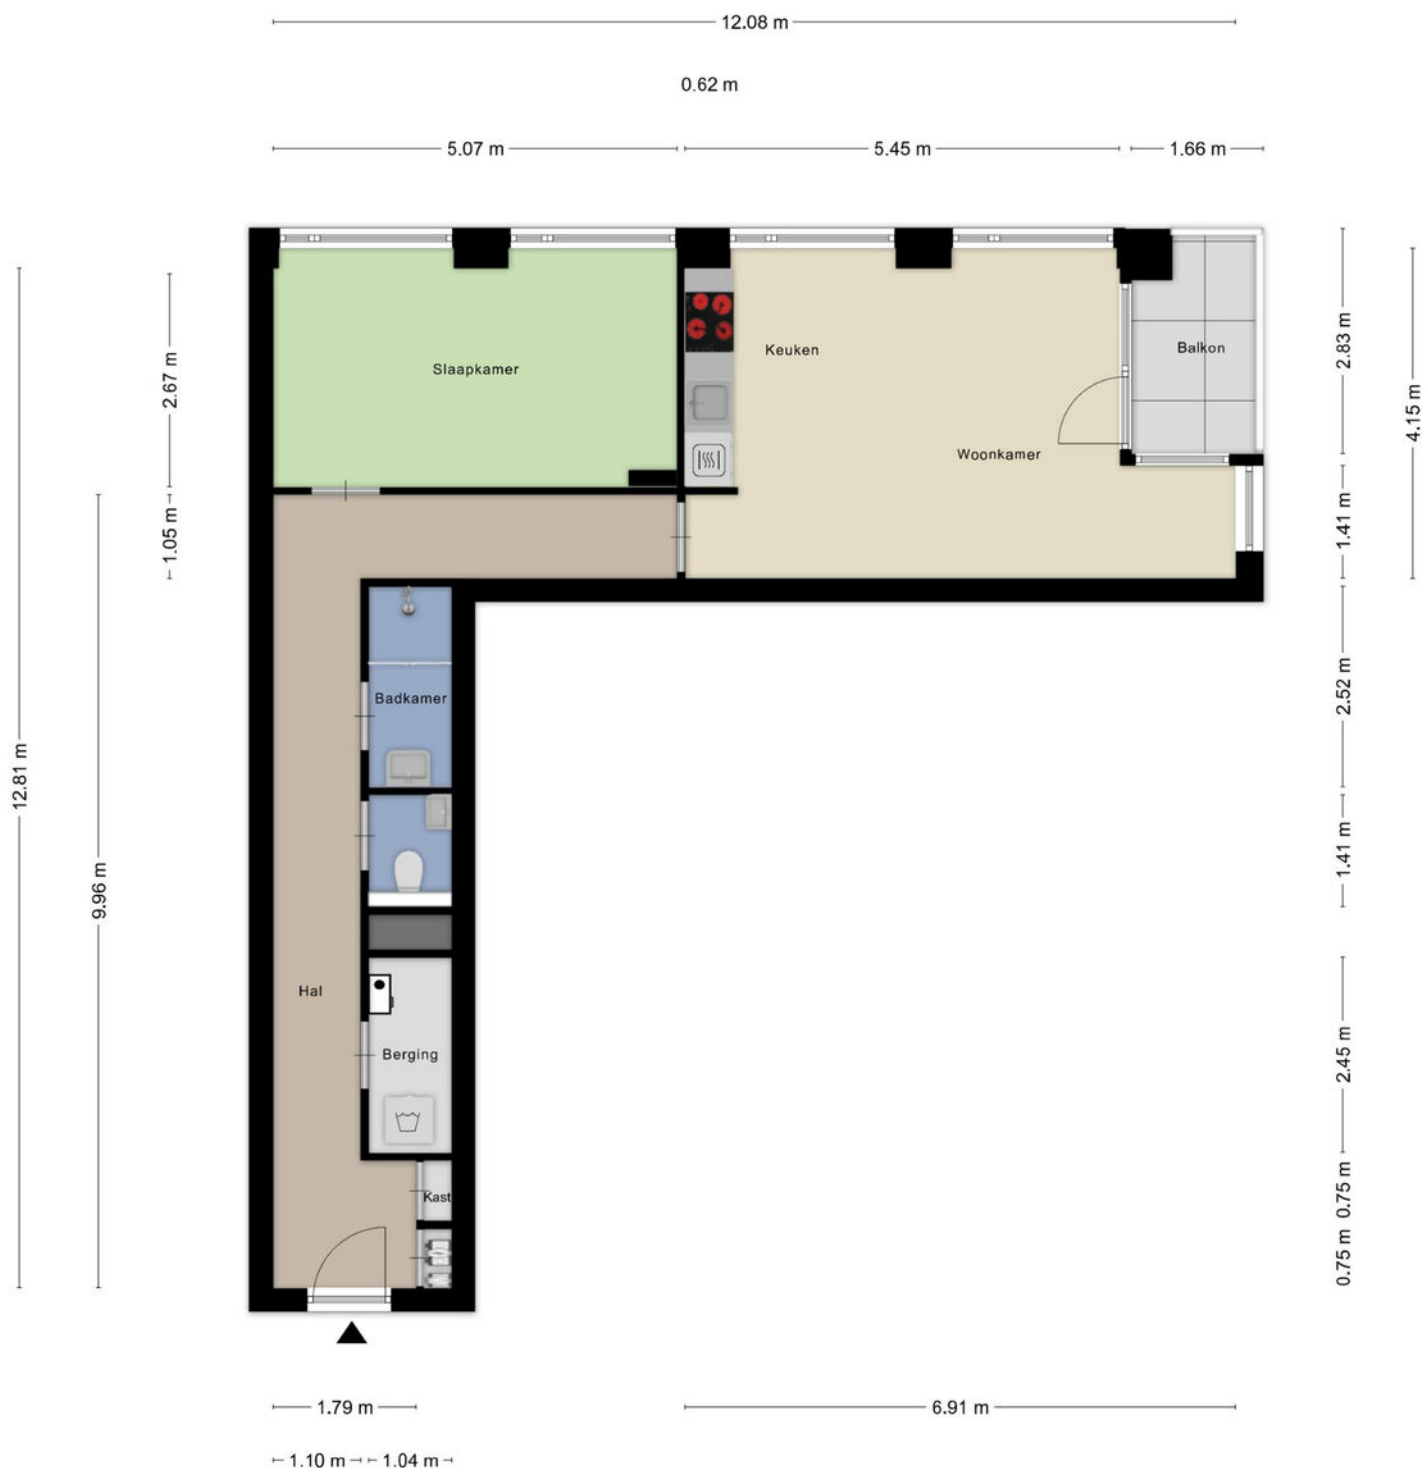 12.08 m
0.62 m
5.07 m
5.45 m
1.66 m
Slaapkamer
Keuken
Balkon
Woonkamer
2.67 m
1.05 m
12.81 m
9.96 m
2.83 m
4.15 m
1.41 m
2.52 m
1.41 m
2.45 m
0.75 m
0.75 m
Badkamer
Hal
Berging
Kast
1.79 m
6.91 m
1.10 m
1.04 m